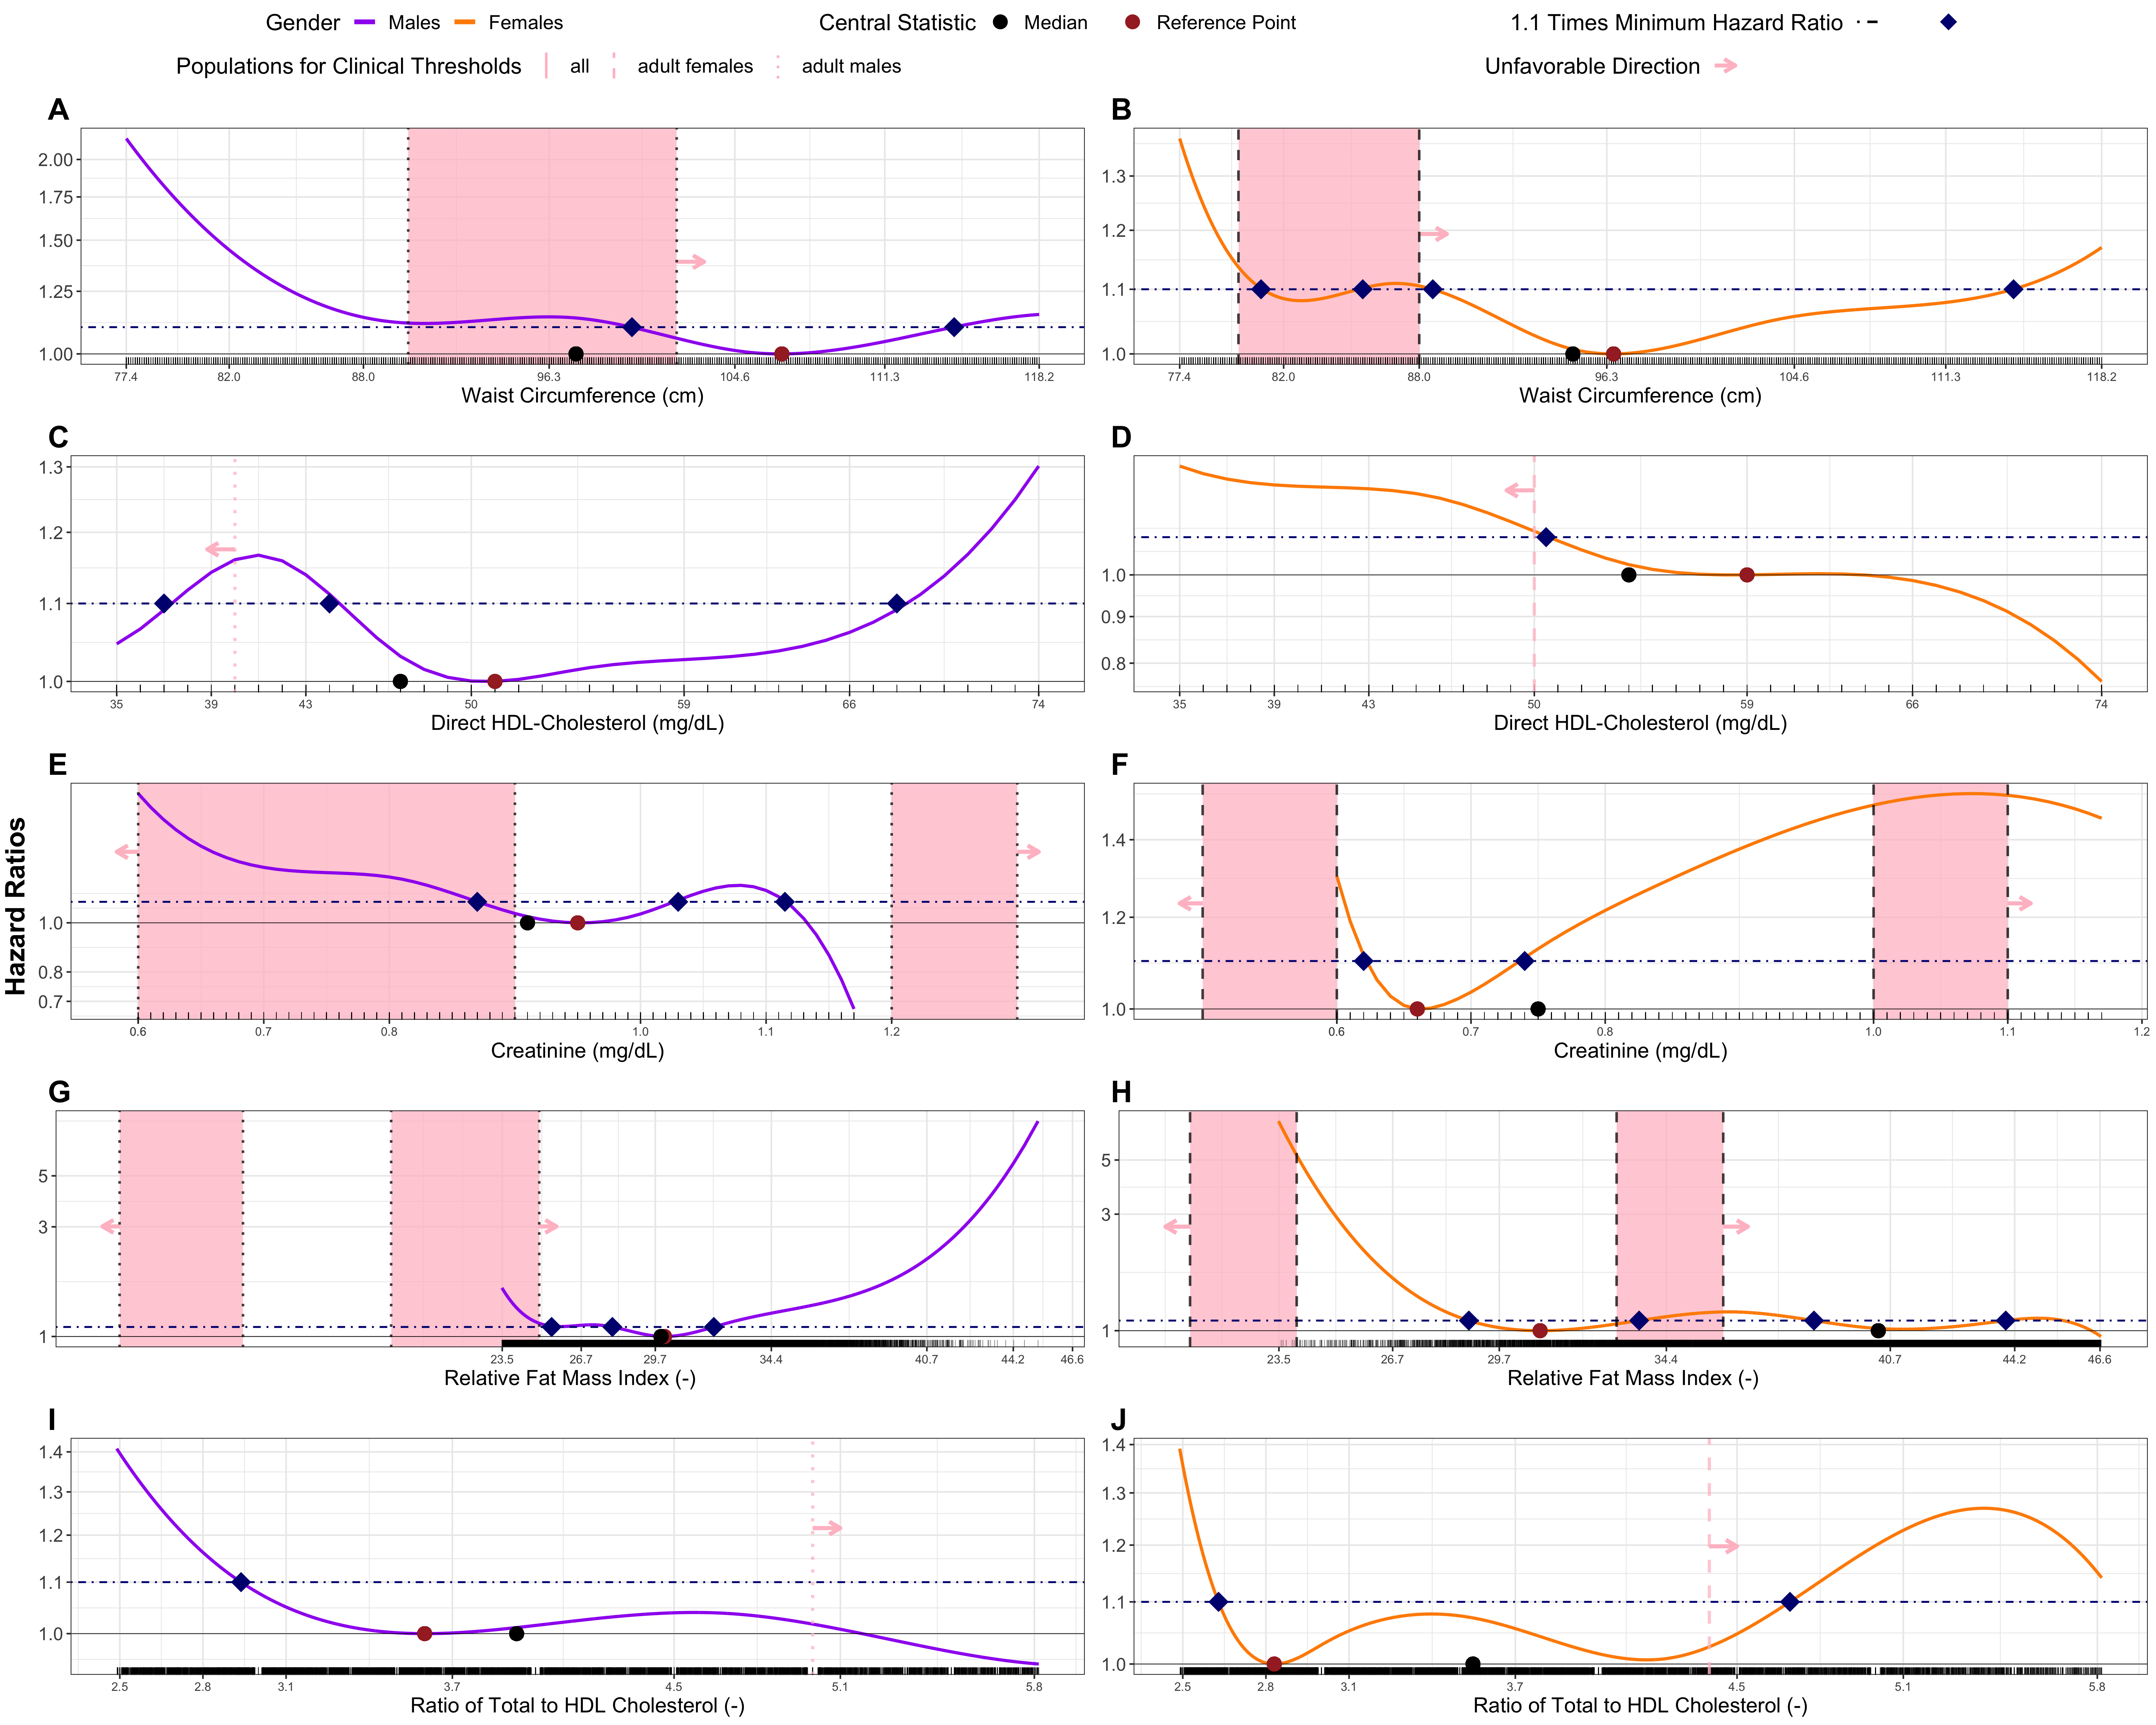 Gender Males Females Central Statistic Median Reference Point 1.1 Times Minimum Hazard Ratio
Populations for Clinical Thresholds all adult females adult males Unfavorable Direction
Hazard Ratios
A
2.00
1.75
1.50
1.25
1.00
77.4 82.0 88.0 96.3 104.6 111.3 118.2
Waist Circumference (cm)
B
1.3
1.2
1.1
1.0
77.4 82.0 88.0 96.3 104.6 111.3 118.2
Waist Circumference (cm)
C
1.3
1.2
1.1
1.0
35 39 43 50 59 66 74
Direct HDL-Cholesterol (mg/dL)
D
1.0
0.9
0.8
35 39 43 50 59 66 74
Direct HDL-Cholesterol (mg/dL)
E
1.0
0.8
0.7
0.6 0.7 0.8 1.0 1.1 1.2
Creatinine (mg/dL)
F
1.4
1.2
1.0
0.6 0.7 0.8 1.0 1.1 1.2
Creatinine (mg/dL)
G
5
3
1
23.5 26.7 29.7 34.4 40.7 44.2 46.6
Relative Fat Mass Index (-)
H
5
3
1
23.5 26.7 29.7 34.4 40.7 44.2 46.6
Relative Fat Mass Index (-)
I
1.4
1.3
1.2
1.1
1.0
2.5 2.8 3.1 3.7 4.5 5.1 5.8
Ratio of Total to HDL Cholesterol (-)
J
1.4
1.3
1.2
1.1
1.0
2.5 2.8 3.1 3.7 4.5 5.1 5.8
Ratio of Total to HDL Cholesterol (-)